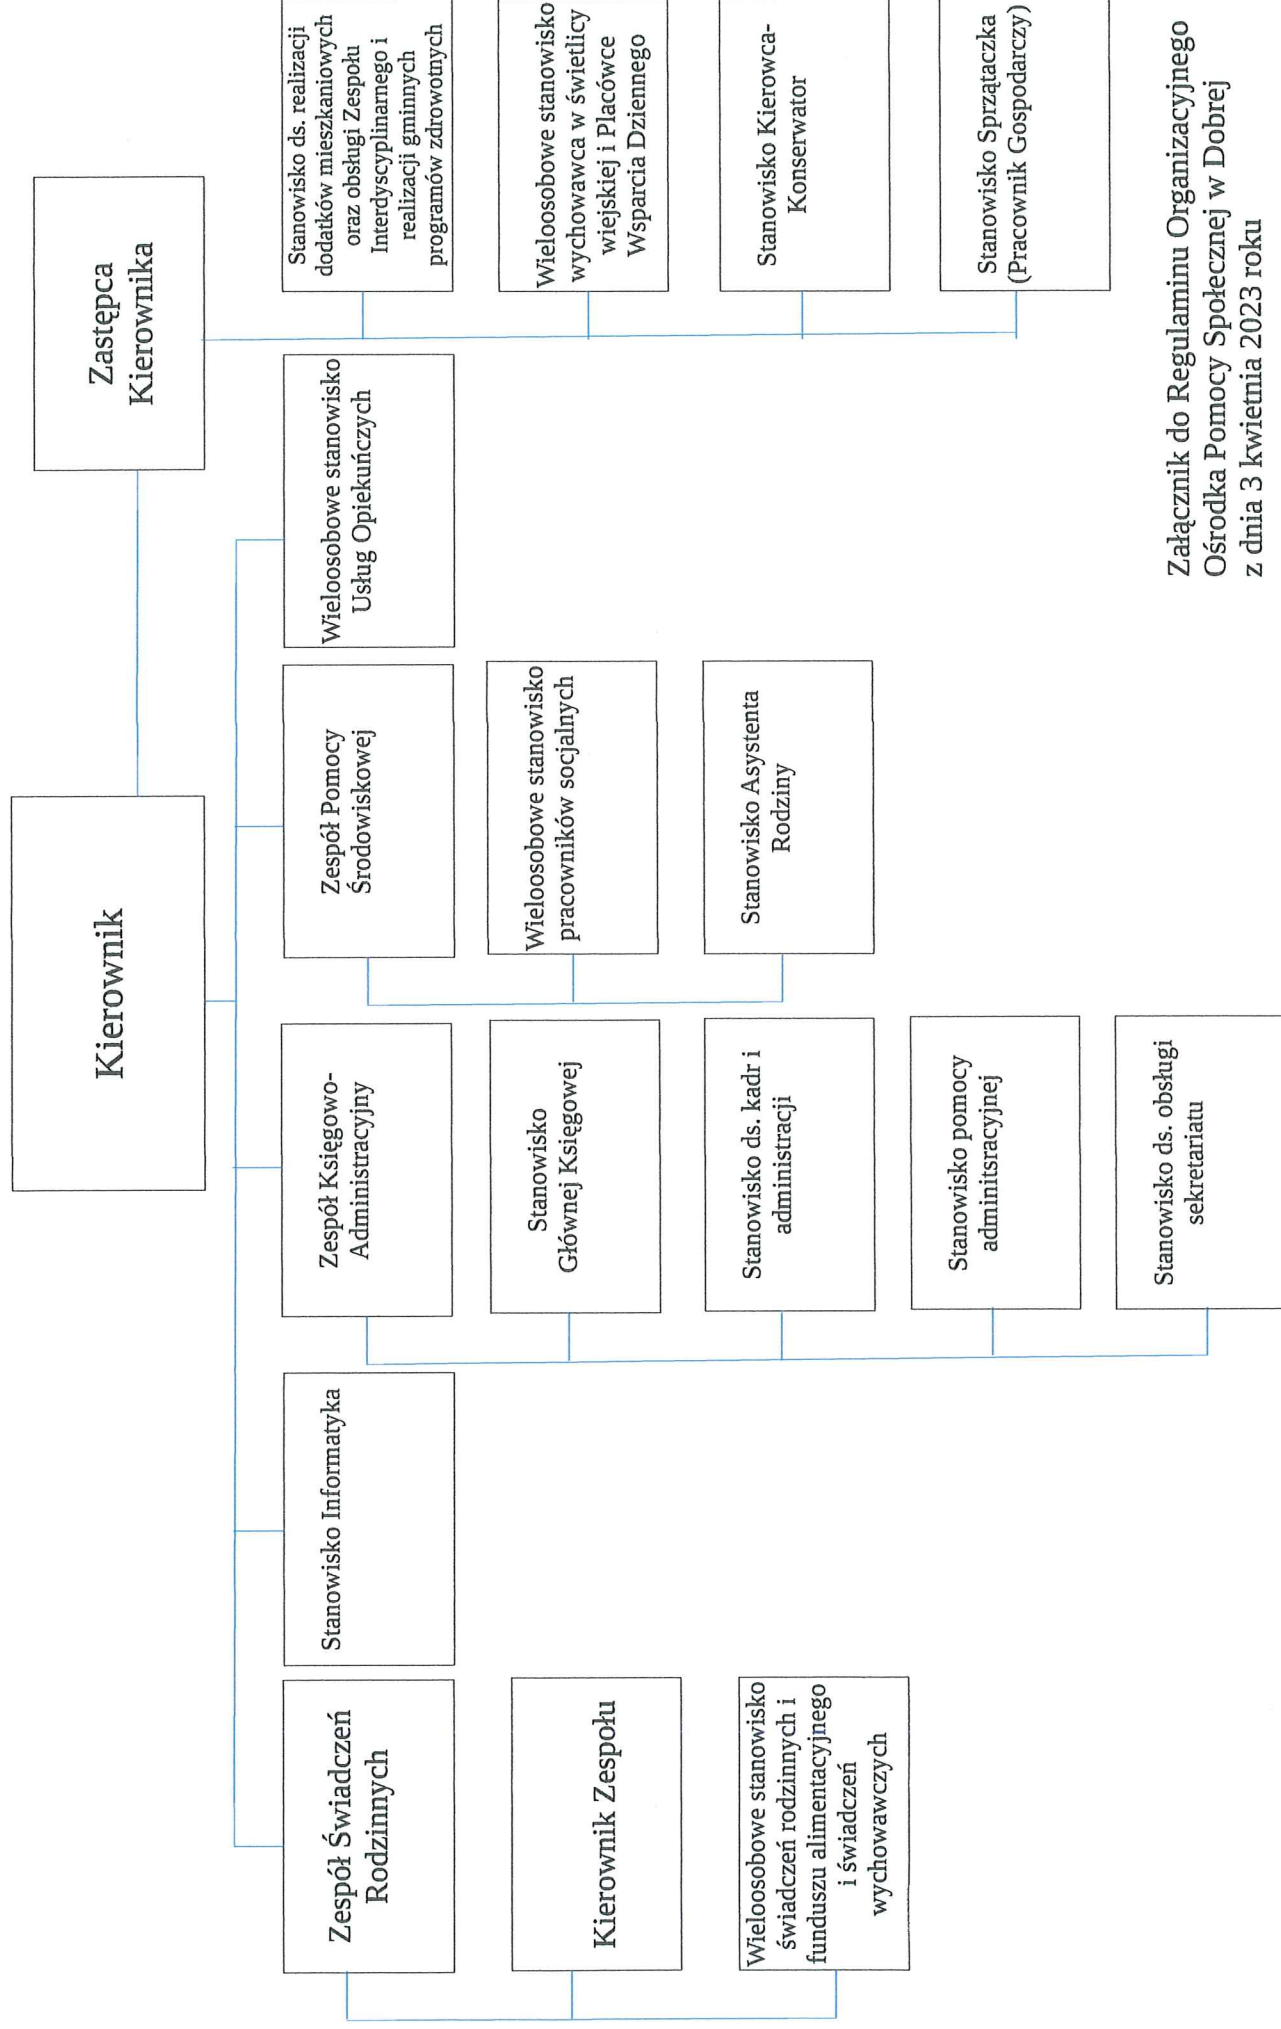 Kierownik
Zastępca
Kierownika
Zespół Świadczeń
Rodzinnych
Kierownik Zespołu
Wieloosobowe stanowisko
świadczeń rodzinnych i
funduszu alimentacyjnego
i świadczeń
wychowawczych
Stanowisko Informatyka
Zespół Księgowo-
Administracyjny
Stanowisko
Głównej Księgowej
Stanowisko ds. kadr i
administracji
Stanowisko pomocy
adminitsracyjnej
Stanowisko ds. obsługi
sekretariatu
Zespół Pomocy
Środowiskowej
Wieloosobowe stanowisko
pracowników socjalnych
Stanowisko Asystenta
Rodziny
Wieloosobowe stanowisko
Usług Opiekuńczych
Stanowisko ds. realizacji
dodatków mieszkaniowych
oraz obsługi Zespołu
Interdyscyplinarnego i
realizacji gminnych
programów zdrowotnych
Wieloosobowe stanowisko
wychowawca w świetlicy
wiejskiej i Placówce
Wsparcia Dziennego
Stanowisko Kierowca-
Konserwator
Stanowisko Sprzątaczka
(Pracownik Gospodarczy)
Załącznik do Regulaminu Organizacyjnego
Ośrodka Pomocy Społecznej w Dobrej
z dnia 3 kwietnia 2023 roku